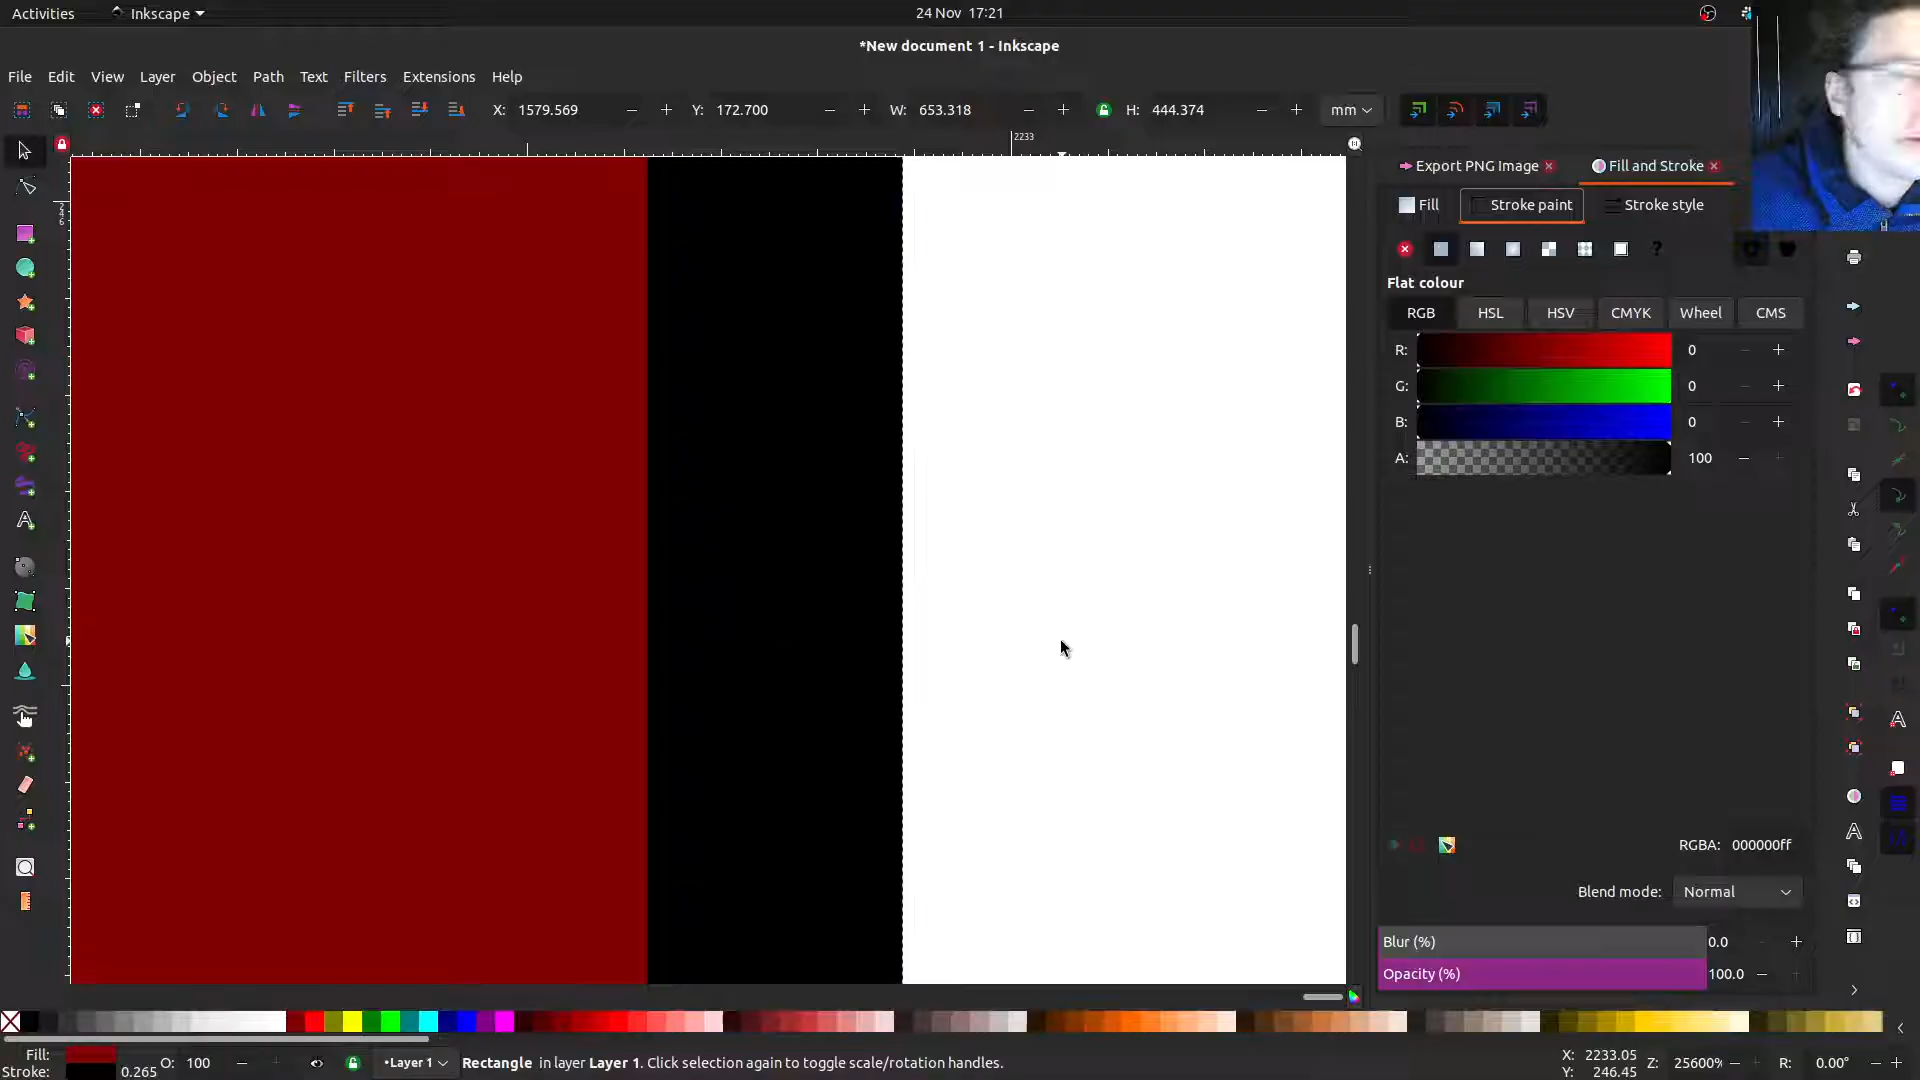 Activities
Inkscape
24 Nov 17:21
*New document 1 - Inkscape
File Edit View Layer Object Path Text Filters Extensions Help
X: 1579.569 Y: 172.700 W: 653.318 H: 444.374 mm
2233
246
Export PNG Image Fill and Stroke
Fill Stroke paint Stroke style
?
Flat colour
RGB HSL HSV CMYK Wheel CMS
R: 0
G: 0
B: 0
A: 100
RGBA: 000000ff
Blend mode: Normal
Blur (%) 0.0
Opacity (%) 100.0
Fill:
Stroke: 0.265
O: 100
•Layer 1
Rectangle in layer Layer 1. Click selection again to toggle scale/rotation handles.
X: 2233.05
Y: 246.45
Z: 25600%
R: 0.00°